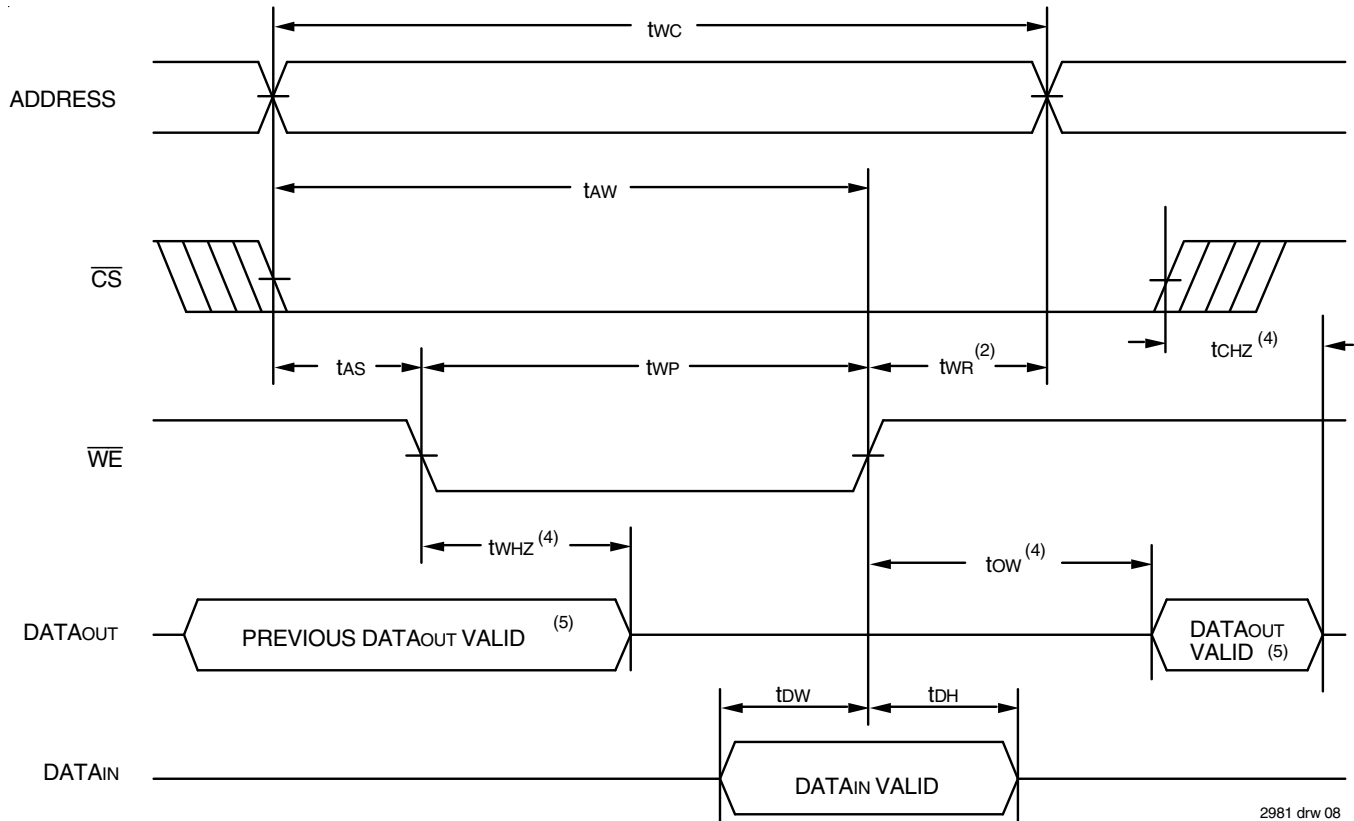 tWC
ADDRESS
tAW
CS
tCHZ (4)
tAS
tWP
tWR (2)
WE
tWHZ (4)
tOW (4)
DATAOUT
PREVIOUS DATAOUT VALID (5)
DATAOUT
VALID (5)
tDW
tDH
DATAIN
DATAIN VALID
2981 drw 08